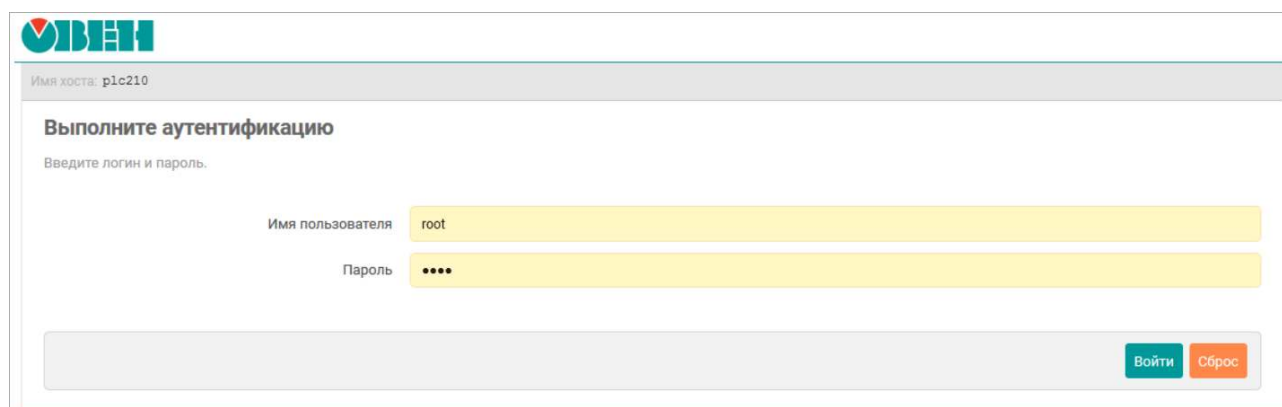 ОВЕН
Имя хоста: plc210
Выполните аутентификацию
Введите логин и пароль.
Имя пользователя root
Пароль ••••
Войти Сброс